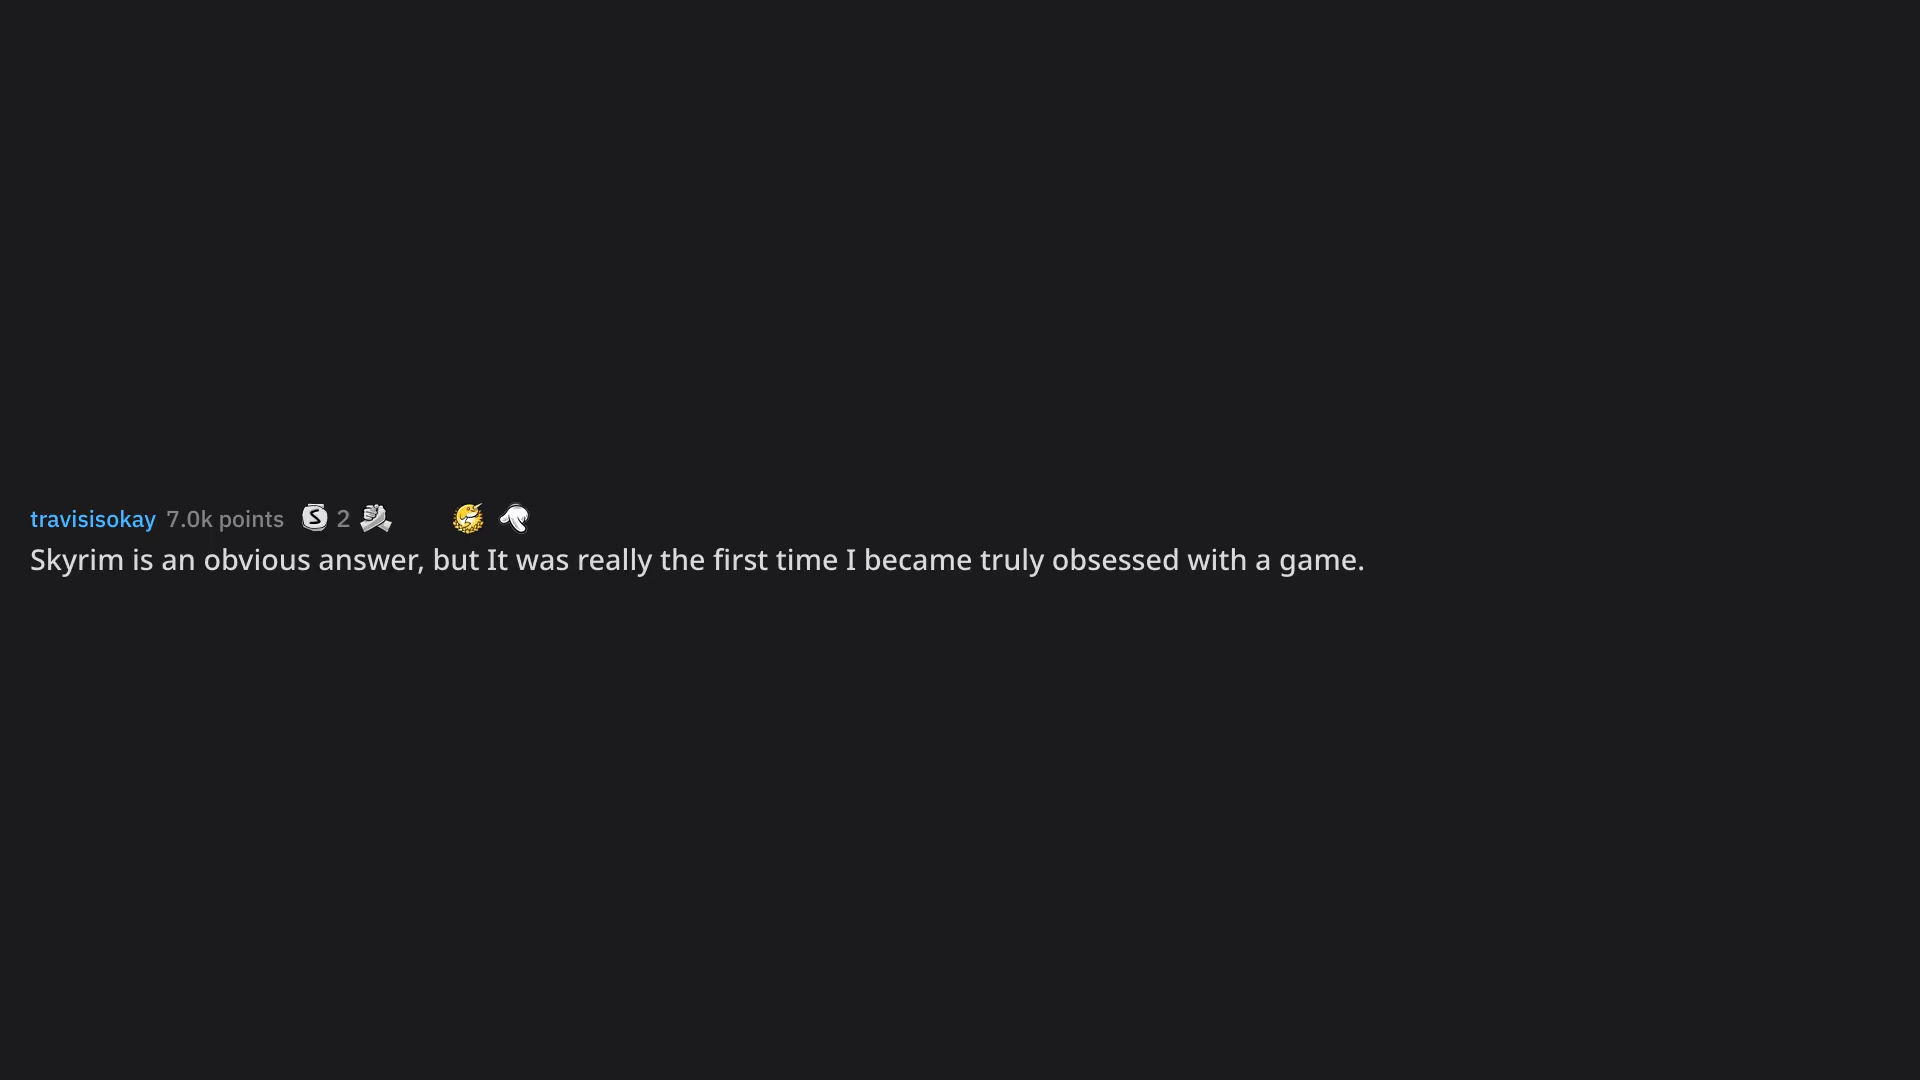 travisisokay 7.0k points S 2
Skyrim is an obvious answer, but It was really the first time I became truly obsessed with a game.